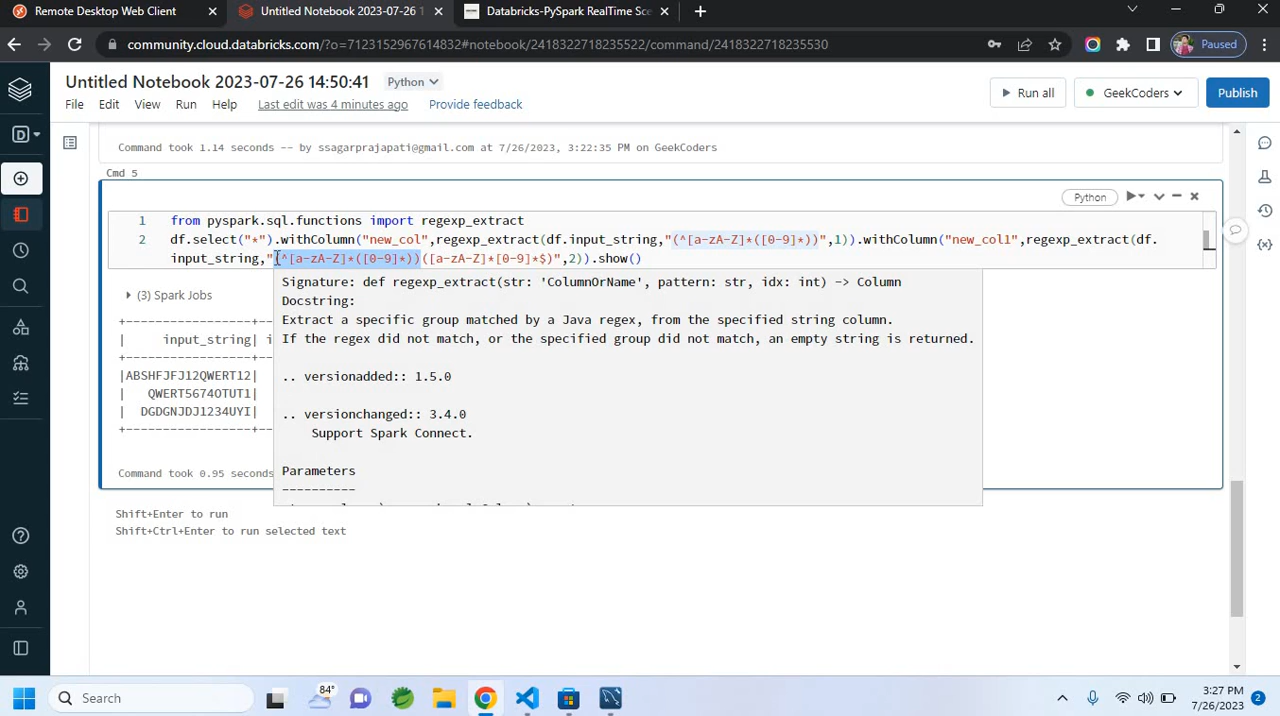 Remote Desktop Web Client
Untitled Notebook 2023-07-26 1
Databricks-PySpark RealTime Sce
community.cloud.databricks.com/?o=7123152967614832#notebook/2418322718235522/command/2418322718235530
Paused
Untitled Notebook 2023-07-26 14:50:41
Python
File Edit View Run Help Last edit was 4 minutes ago Provide feedback
Run all
GeekCoders
Publish
D
Command took 1.14 seconds -- by ssagarprajapati@gmail.com at 7/26/2023, 3:22:35 PM on GeekCoders
Cmd 5
Python
1 from pyspark.sql.functions import regexp_extract
2 df.select("*").withColumn("new_col",regexp_extract(df.input_string,"(^[a-zA-Z]*([0-9]*))",1)).withColumn("new_col1",regexp_extract(df.
input_string,"(^[a-zA-Z]*([0-9]*))([a-zA-Z]*[0-9]*$)",2)).show()
Signature: def regexp_extract(str: 'ColumnOrName', pattern: str, idx: int) -> Column
Docstring:
Extract a specific group matched by a Java regex, from the specified string column.
If the regex did not match, or the specified group did not match, an empty string is returned.
.. versionadded:: 1.5.0
.. versionchanged:: 3.4.0
Support Spark Connect.
Parameters
----------
(3) Spark Jobs
+----------------+--
| input_string| i
+----------------+--
|ABSHFJFJ12QWERT12|
| QWERT5674OTUT1|
| DGDGNJDJ1234UYI|
+----------------+--
Command took 0.95 seconds
Shift+Enter to run
Shift+Ctrl+Enter to run selected text
Search
84°
3:27 PM
7/26/2023
2